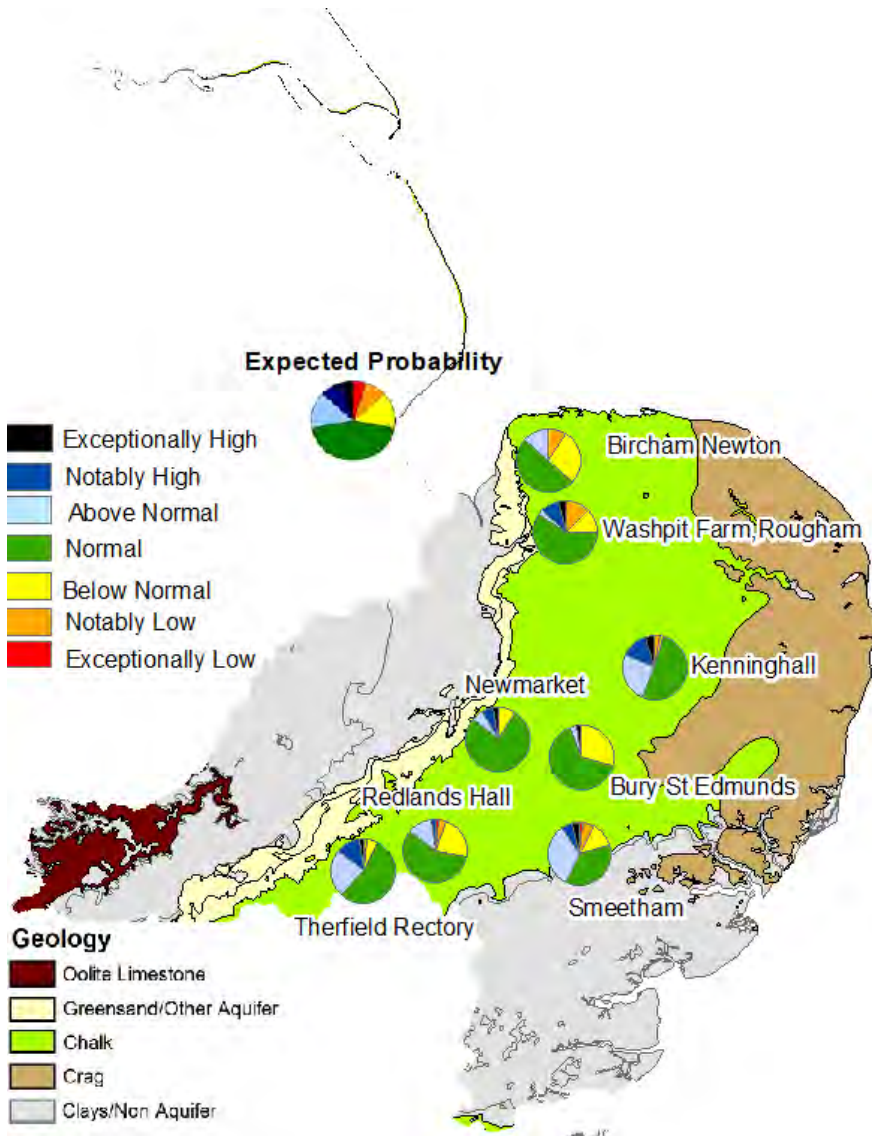 Expected Probability
Exceptionally High
Notably High
Above Normal
Normal
Below Normal
Notably Low
Exceptionally Low
Bircham Newton
Washpit Farm,Rougham
Kenninghall
Newmarket
Bury St Edmunds
Redlands Hall
Smeetham
Therfield Rectory
Geology
Oolite Limestone
Greensand/Other Aquifer
Chalk
Crag
Clays/Non Aquifer